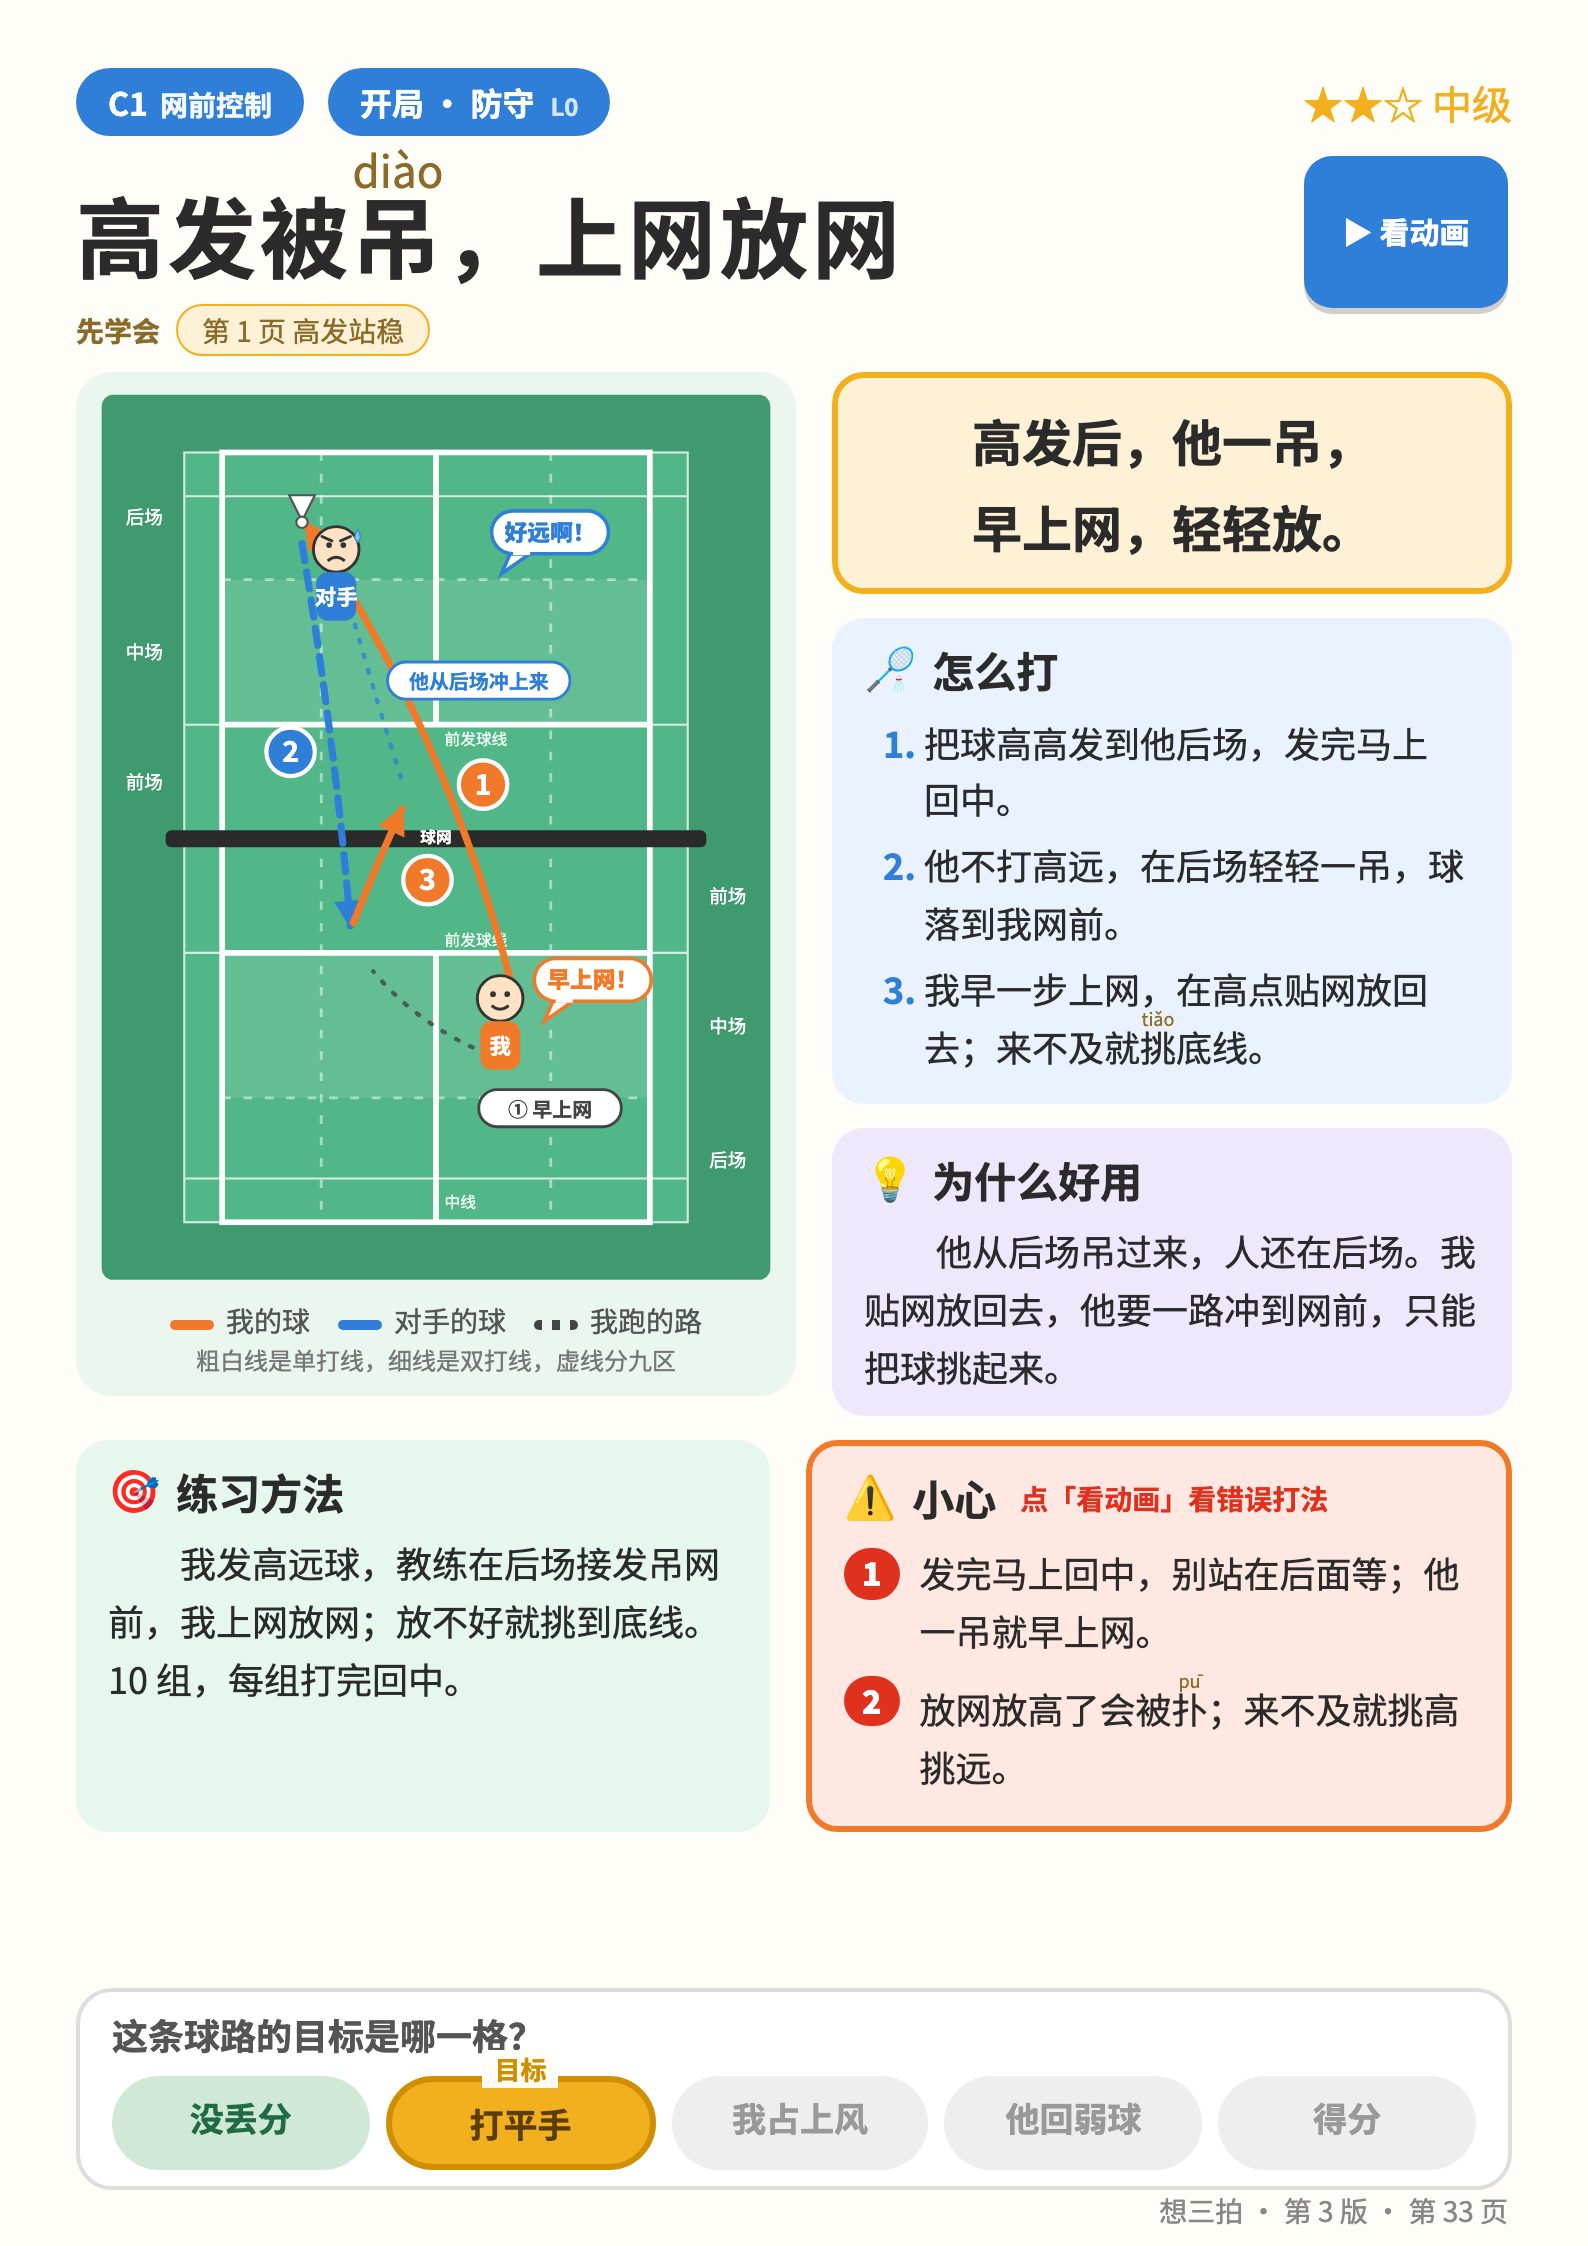 C1 网前控制
开局 · 防守 L0
★★☆ 中级
diào
高发被吊，上网放网
▶ 看动画
先学会 第 1 页 高发站稳
后场
好远啊！
对手
中场
他从后场冲上来
前发球线
2
1
前场
球网
3
前场
前发球线
早上网！
我
中场
① 早上网
后场
中线
我的球 对手的球 我跑的路
粗白线是单打线，细线是双打线，虚线分九区
高发后，他一吊，
早上网，轻轻放。
怎么打
1. 把球高高发到他后场，发完马上
回中。
2. 他不打高远，在后场轻轻一吊，球
落到我网前。
3. 我早一步上网，在高点贴网放回
tiǎo
去；来不及就挑底线。
为什么好用
他从后场吊过来，人还在后场。我
贴网放回去，他要一路冲到网前，只能
把球挑起来。
练习方法
我发高远球，教练在后场接发吊网
前，我上网放网；放不好就挑到底线。
10 组，每组打完回中。
小心 点「看动画」看错误打法
1 发完马上回中，别站在后面等；他
一吊就早上网。
pū
2 放网放高了会被扑；来不及就挑高
挑远。
这条球路的目标是哪一格？
目标
没丢分 打平手 我占上风 他回弱球 得分
想三拍 · 第 3 版 · 第 33 页